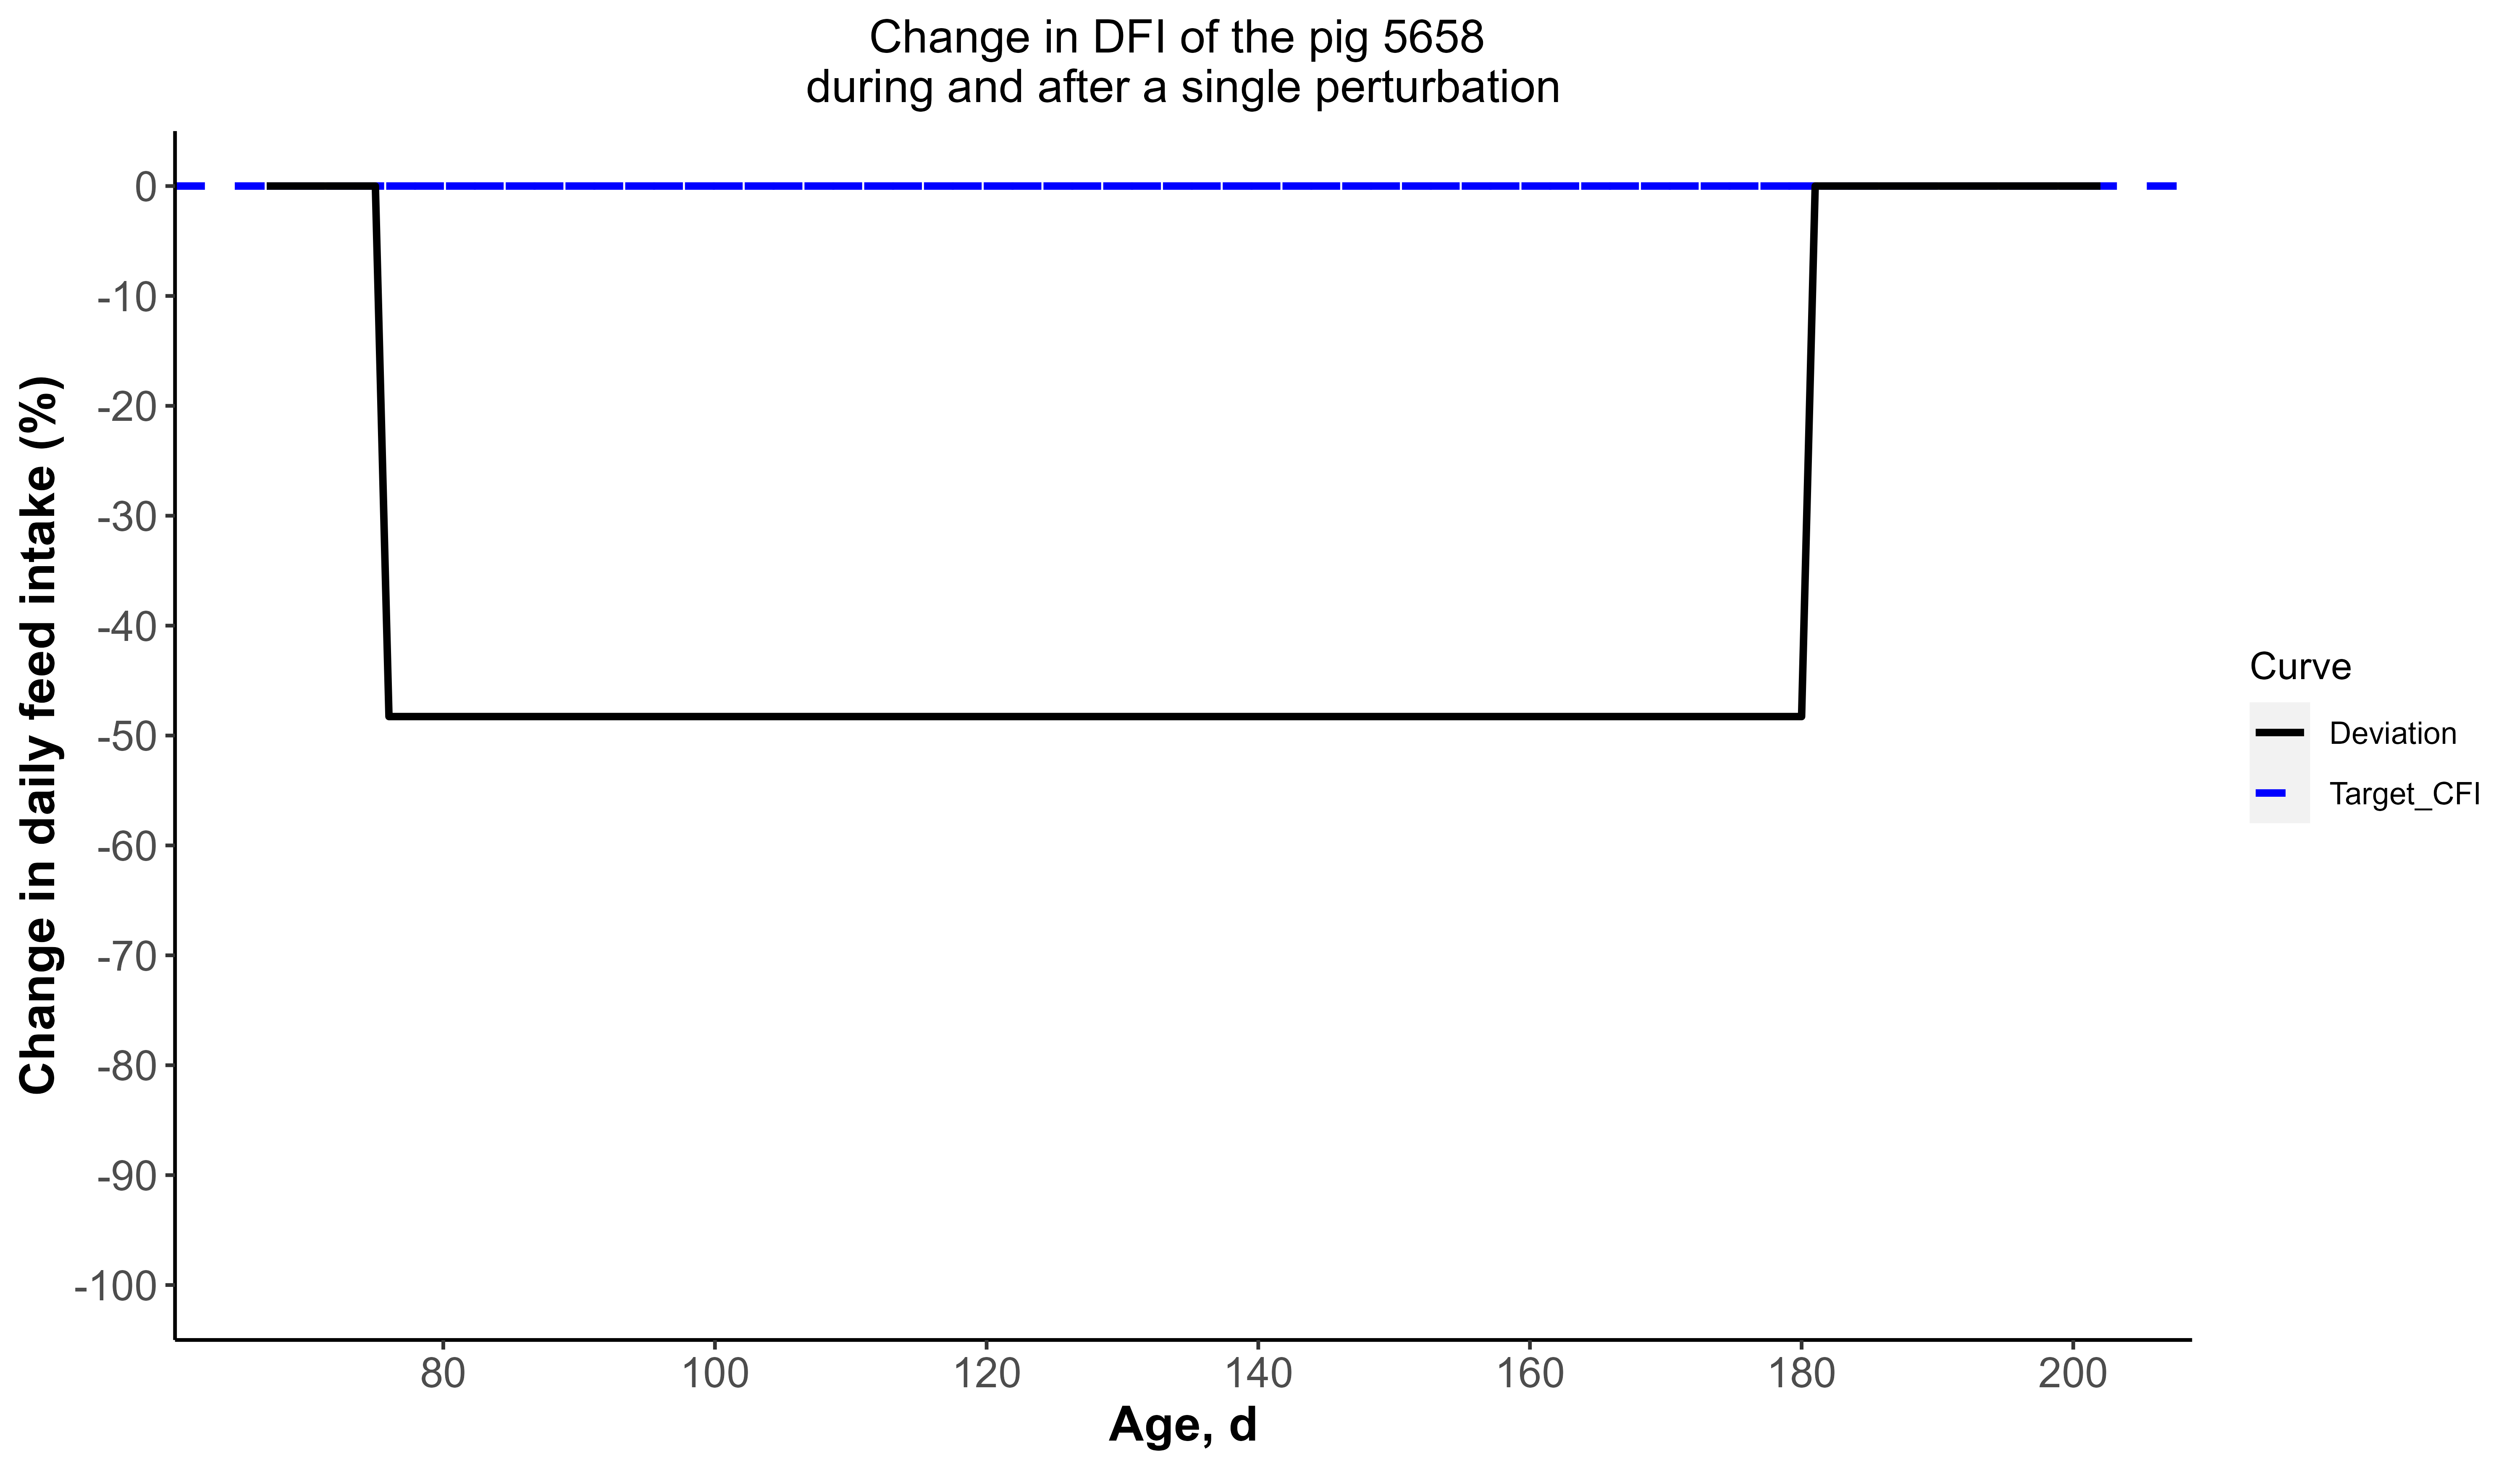 Change in DFI of the pig 5658
during and after a single perturbation
Change in daily feed intake (%)
0
-10
-20
-30
-40
-50
-60
-70
-80
-90
-100
80 100 120 140 160 180 200
Age, d
Curve
Deviation
Target_CFI